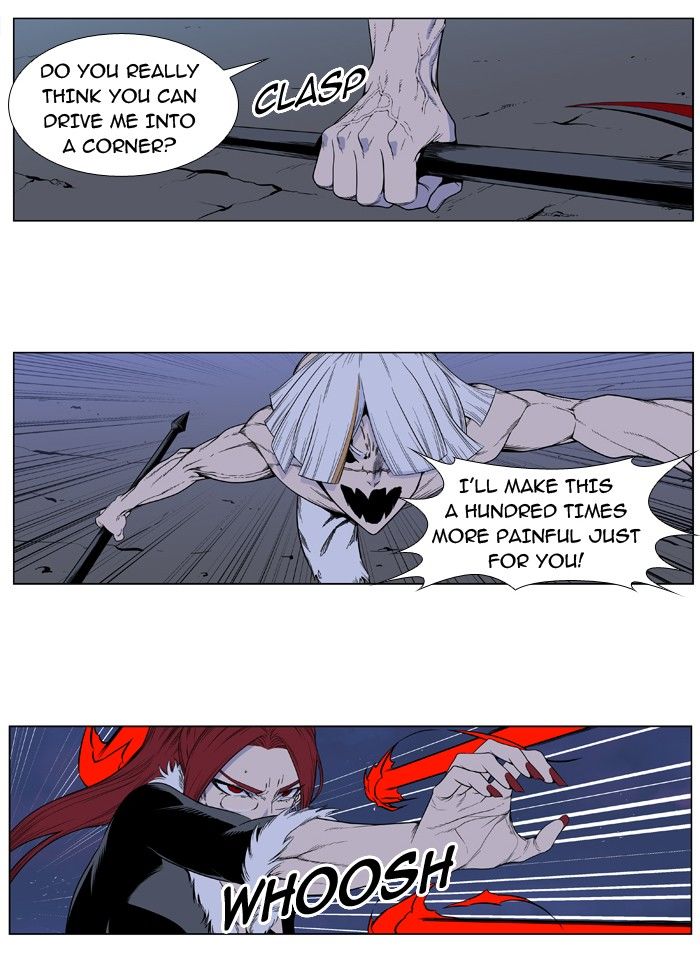 DO YOU REALLY
THINK YOU CAN
DRIVE ME INTO
A CORNER?
CLASP
I'LL MAKE THIS
A HUNDRED TIMES
MORE PAINFUL JUST
FOR YOU!
WHOOSH